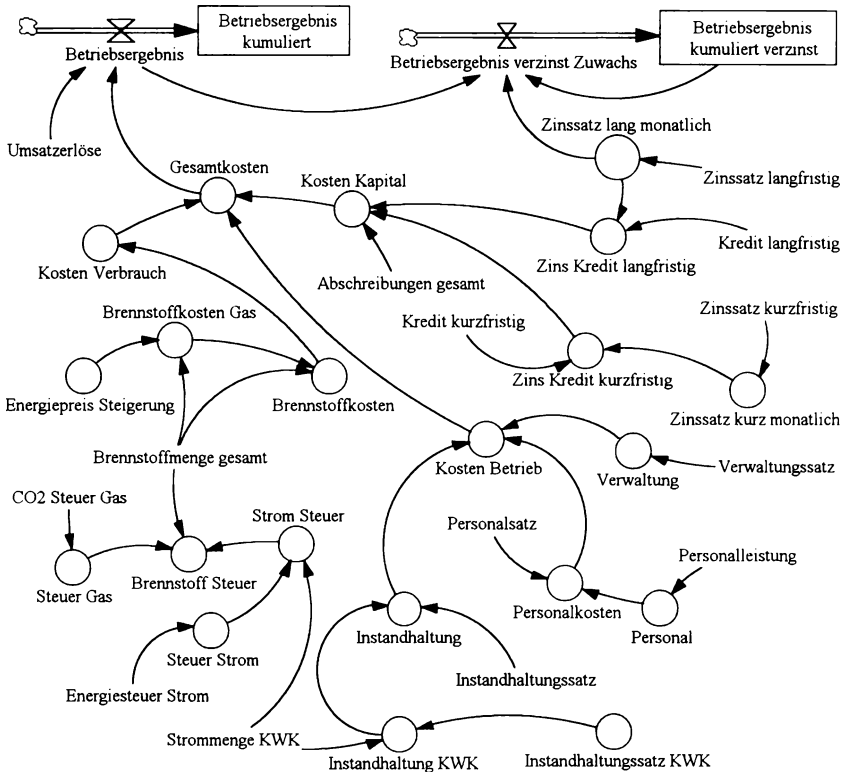 Betriebsergebnis
kumuliert
Betriebsergebnis
kumuliert verzinst
Betriebsergebnis
Betriebsergebnis verzinst Zuwachs
Umsatzerlöse
Zinssatz lang monatlich
Gesamtkosten
Kosten Kapital
Zinssatz langfristig
Kredit langfristig
Kosten Verbrauch
Zins Kredit langfristig
Abschreibungen gesamt
Brennstoffkosten Gas
Kredit kurzfristig
Zinssatz kurzfristig
Energiepreis Steigerung
Brennstoffkosten
Zins Kredit kurzfristig
Zinssatz kurz monatlich
Brennstoffmenge gesamt
Kosten Betrieb
Verwaltung
Verwaltungssatz
CO2 Steuer Gas
Strom Steuer
Personalsatz
Personalleistung
Steuer Gas
Brennstoff Steuer
Personalkosten
Personal
Steuer Strom
Instandhaltung
Energiesteuer Strom
Instandhaltungssatz
Strommenge KWK
Instandhaltung KWK
Instandhaltungssatz KWK